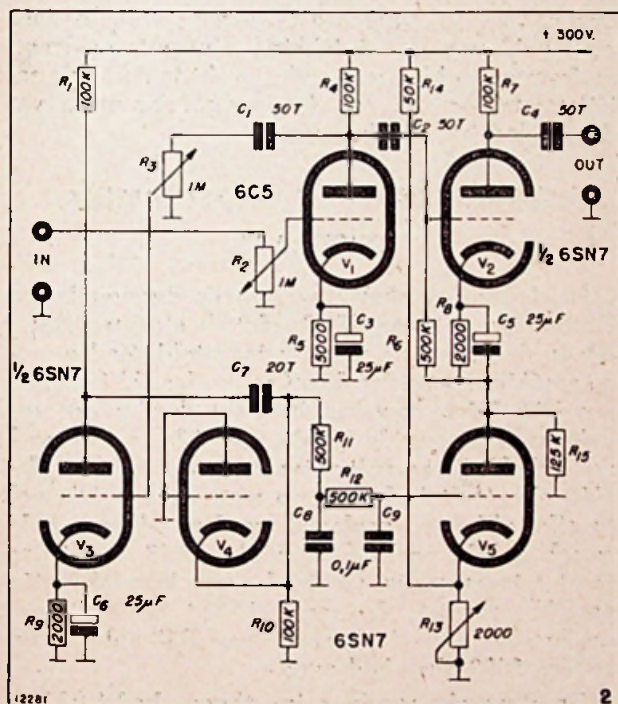 + 300V.
R1
100K
R4
100K
R14
50K
R7
100K
C1 50T
C2 50T
C4 50T
R3
1M
6C5
OUT
IN
R2
1M
V1
V2
1/2 6SN7
R5
5000
C3
25µF
R6
500K
R8
2000
C5
25µF
1/2 6SN7
C7 20T
R11
500K
R12
500K
R15
125K
V3
V4
C8
C9
V5
0,1µF
R9
2000
C6
25µF
R10
100K
6SN7
R13
2000
12281
2